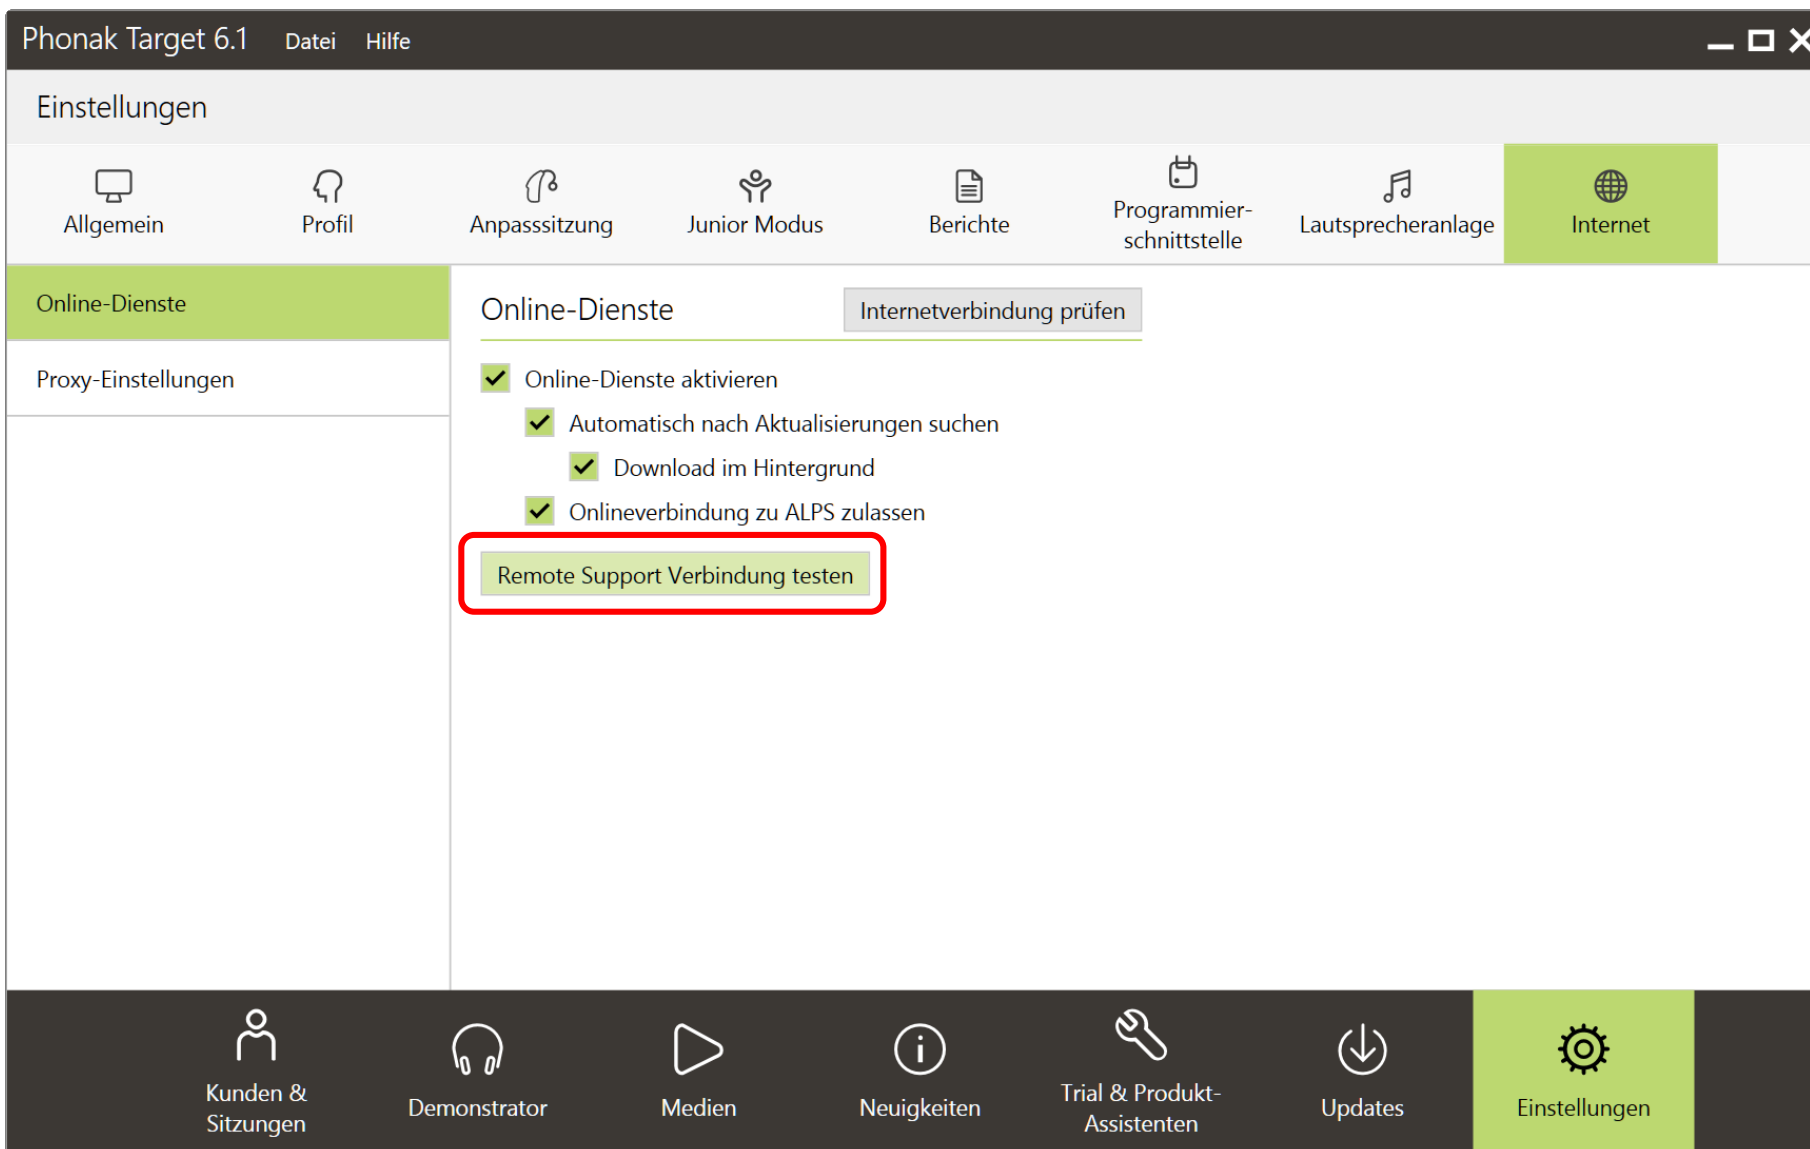 Phonak Target 6.1 Datei Hilfe
Einstellungen
Allgemein
Profil
Anpasssitzung
Junior Modus
Berichte
Programmier-
schnittstelle
Lautsprecheranlage
Internet
Online-Dienste
Proxy-Einstellungen
Online-Dienste
Internetverbindung prüfen
Online-Dienste aktivieren
Automatisch nach Aktualisierungen suchen
Download im Hintergrund
Onlineverbindung zu ALPS zulassen
Remote Support Verbindung testen
Kunden &
Sitzungen
Demonstrator
Medien
Neuigkeiten
Trial & Produkt-
Assistenten
Updates
Einstellungen